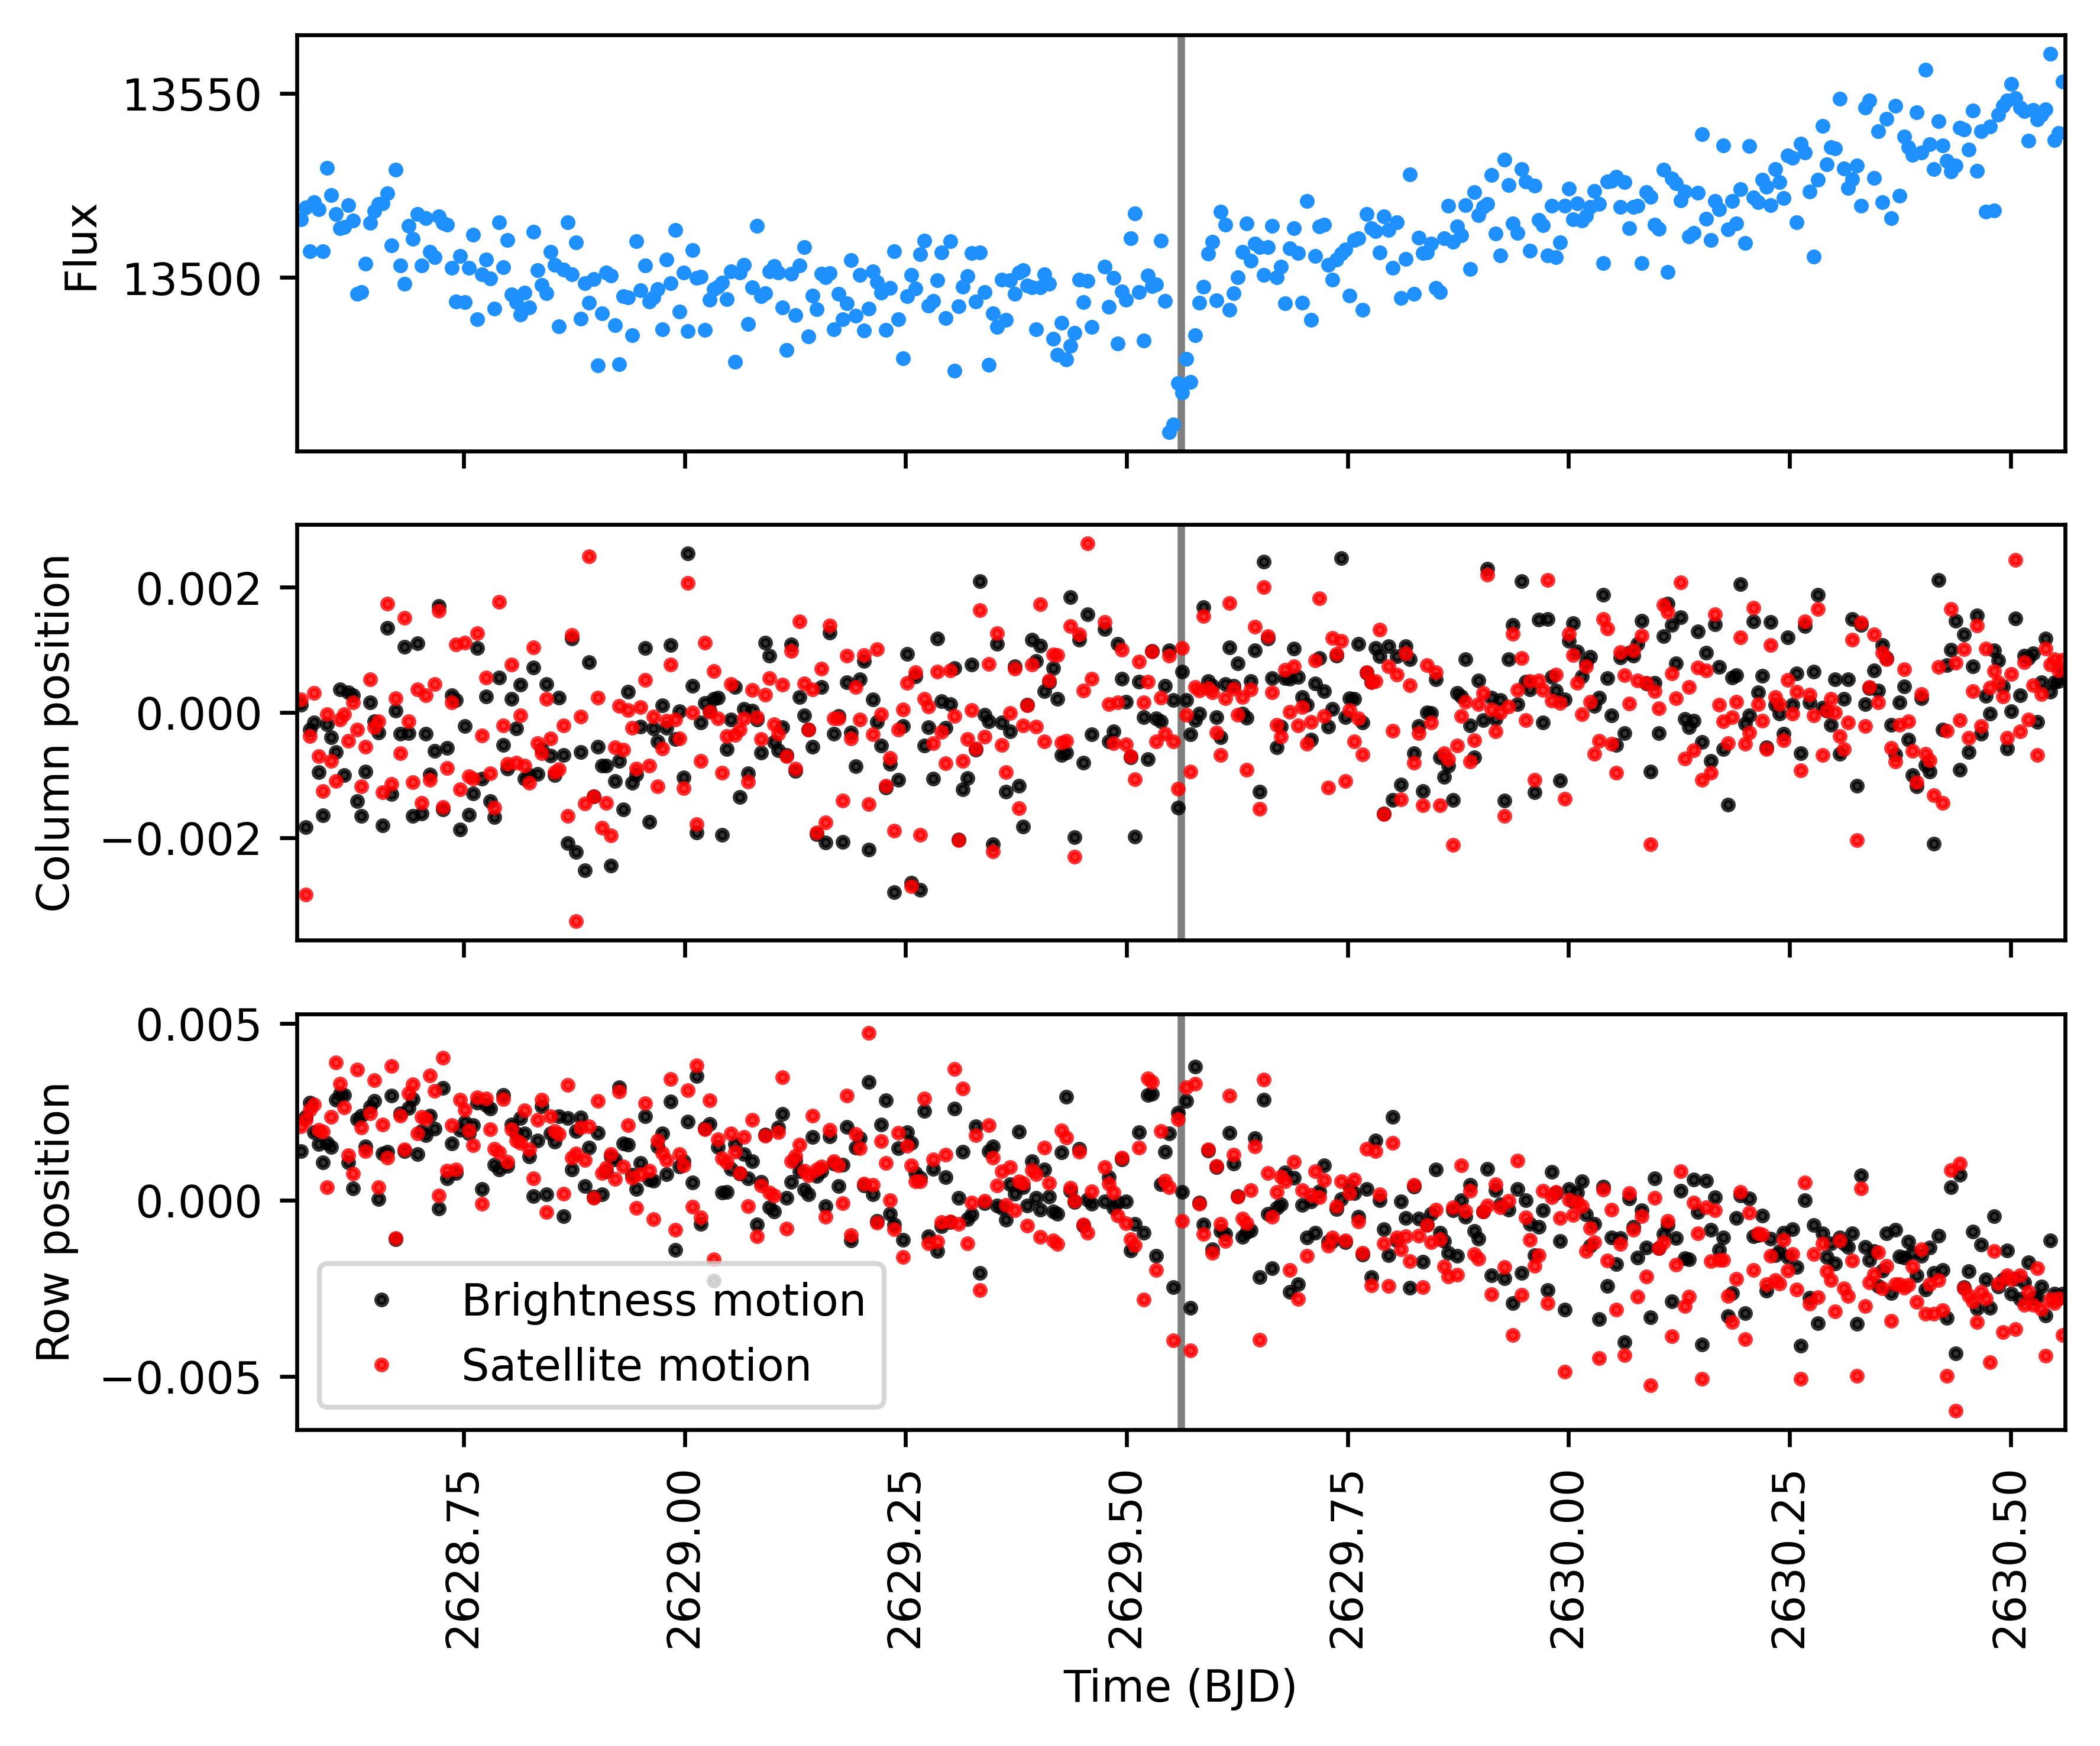 Flux
13550
13500
Column position
0.002
0.000
−0.002
Row position
0.005
0.000
−0.005
Brightness motion
Satellite motion
2628.75
2629.00
2629.25
2629.50
2629.75
2630.00
2630.25
2630.50
Time (BJD)